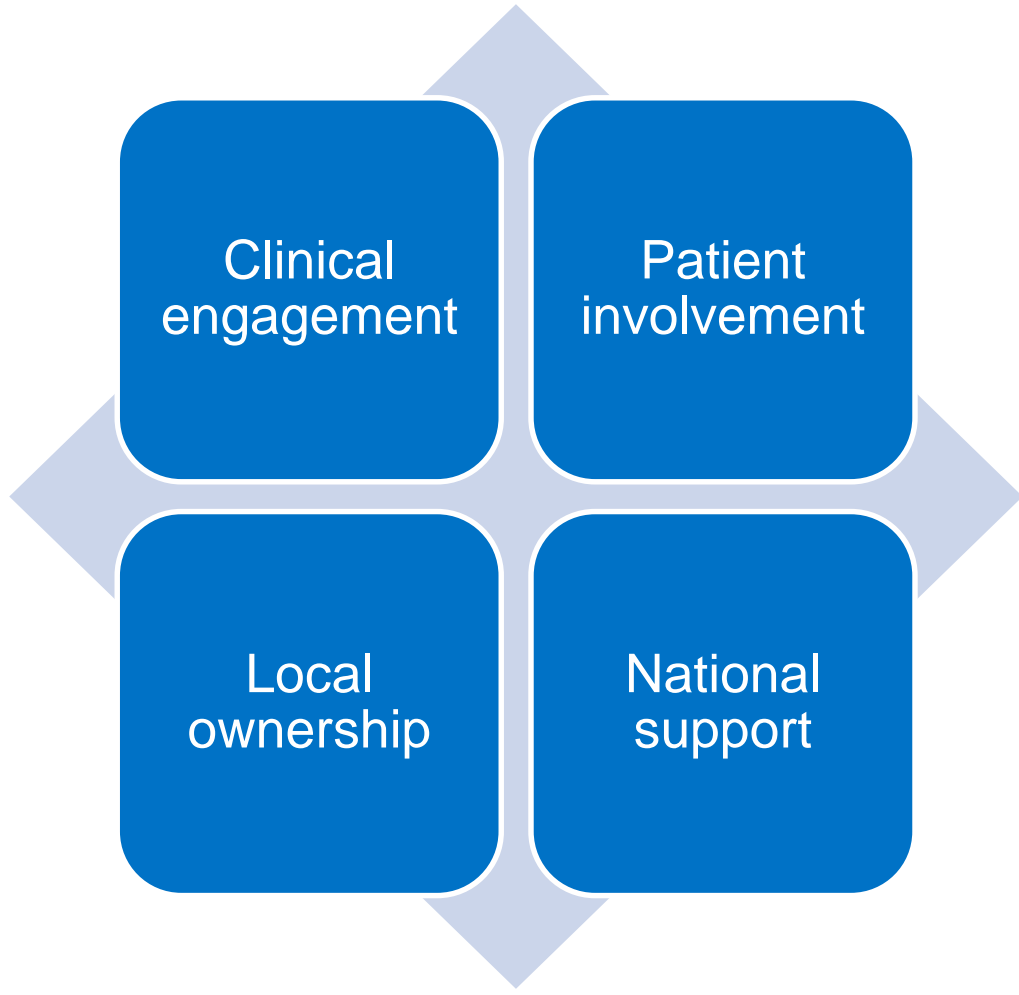 Clinical
engagement
Patient
involvement
Local
ownership
National
support